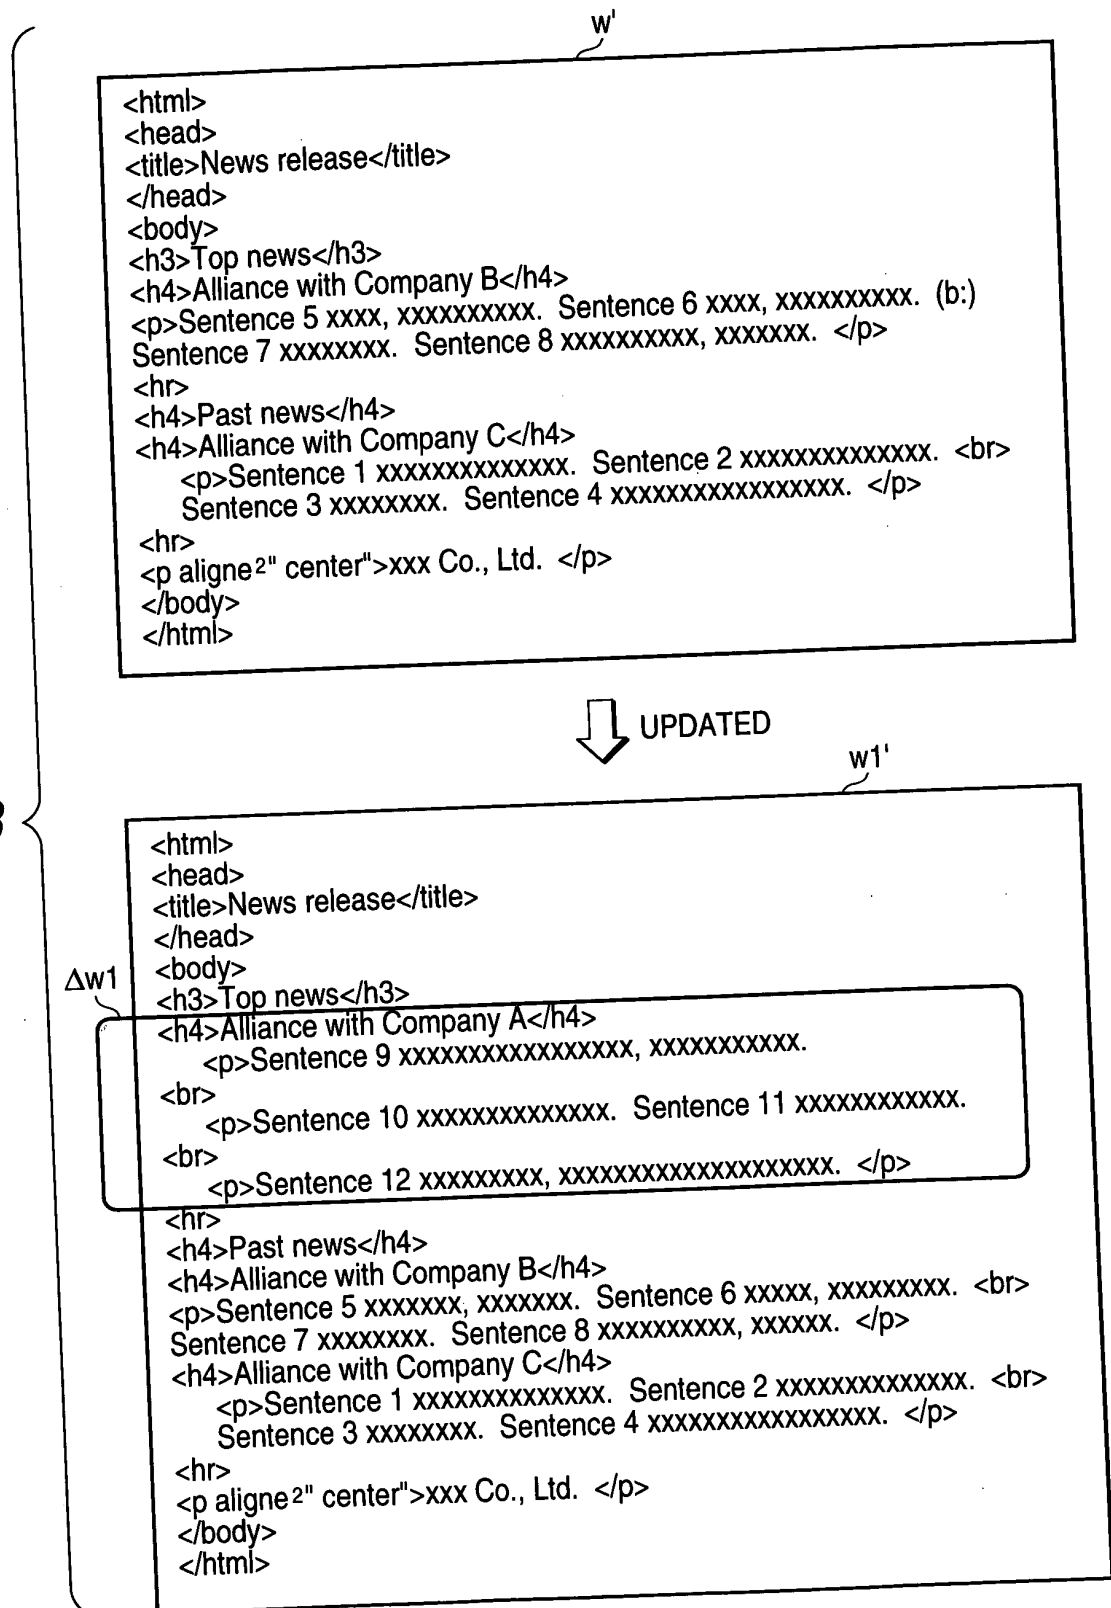 w'
<html>
<head>
<title>News release</title>
</head>
<body>
<h3>Top news</h3>
<h4>Alliance with Company B</h4>
<p>Sentence 5 xxxx, xxxxxxxxxx.  Sentence 6 xxxx, xxxxxxxxxx.  (b:)
Sentence 7 xxxxxxxx.  Sentence 8 xxxxxxxxxx, xxxxxxx.  </p>
<hr>
<h4>Past news</h4>
<h4>Alliance with Company C</h4>
<p>Sentence 1 xxxxxxxxxxxxxx.  Sentence 2 xxxxxxxxxxxxxx.  <br>
Sentence 3 xxxxxxxx.  Sentence 4 xxxxxxxxxxxxxxxxx.  </p>
<hr>
<p aligne2" center">xxx Co., Ltd.  </p>
</body>
</html>
UPDATED
w1'
<html>
<head>
<title>News release</title>
</head>
<body>
Δw1
<h3>Top news</h3>
<h4>Alliance with Company A</h4>
<p>Sentence 9 xxxxxxxxxxxxxxxxx, xxxxxxxxxxx.
<br>
<p>Sentence 10 xxxxxxxxxxxxxx.  Sentence 11 xxxxxxxxxxxx.
<br>
<p>Sentence 12 xxxxxxxxx, xxxxxxxxxxxxxxxxxxxx.  </p>
<hr>
<h4>Past news</h4>
<h4>Alliance with Company B</h4>
<p>Sentence 5 xxxxxxx, xxxxxxx.  Sentence 6 xxxxx, xxxxxxxxx.  <br>
Sentence 7 xxxxxxxx.  Sentence 8 xxxxxxxxxx, xxxxxx.  </p>
<h4>Alliance with Company C</h4>
<p>Sentence 1 xxxxxxxxxxxxxx.  Sentence 2 xxxxxxxxxxxxxx.  <br>
Sentence 3 xxxxxxxx.  Sentence 4 xxxxxxxxxxxxxxxxx.  </p>
<hr>
<p aligne2" center">xxx Co., Ltd.  </p>
</body>
</html>